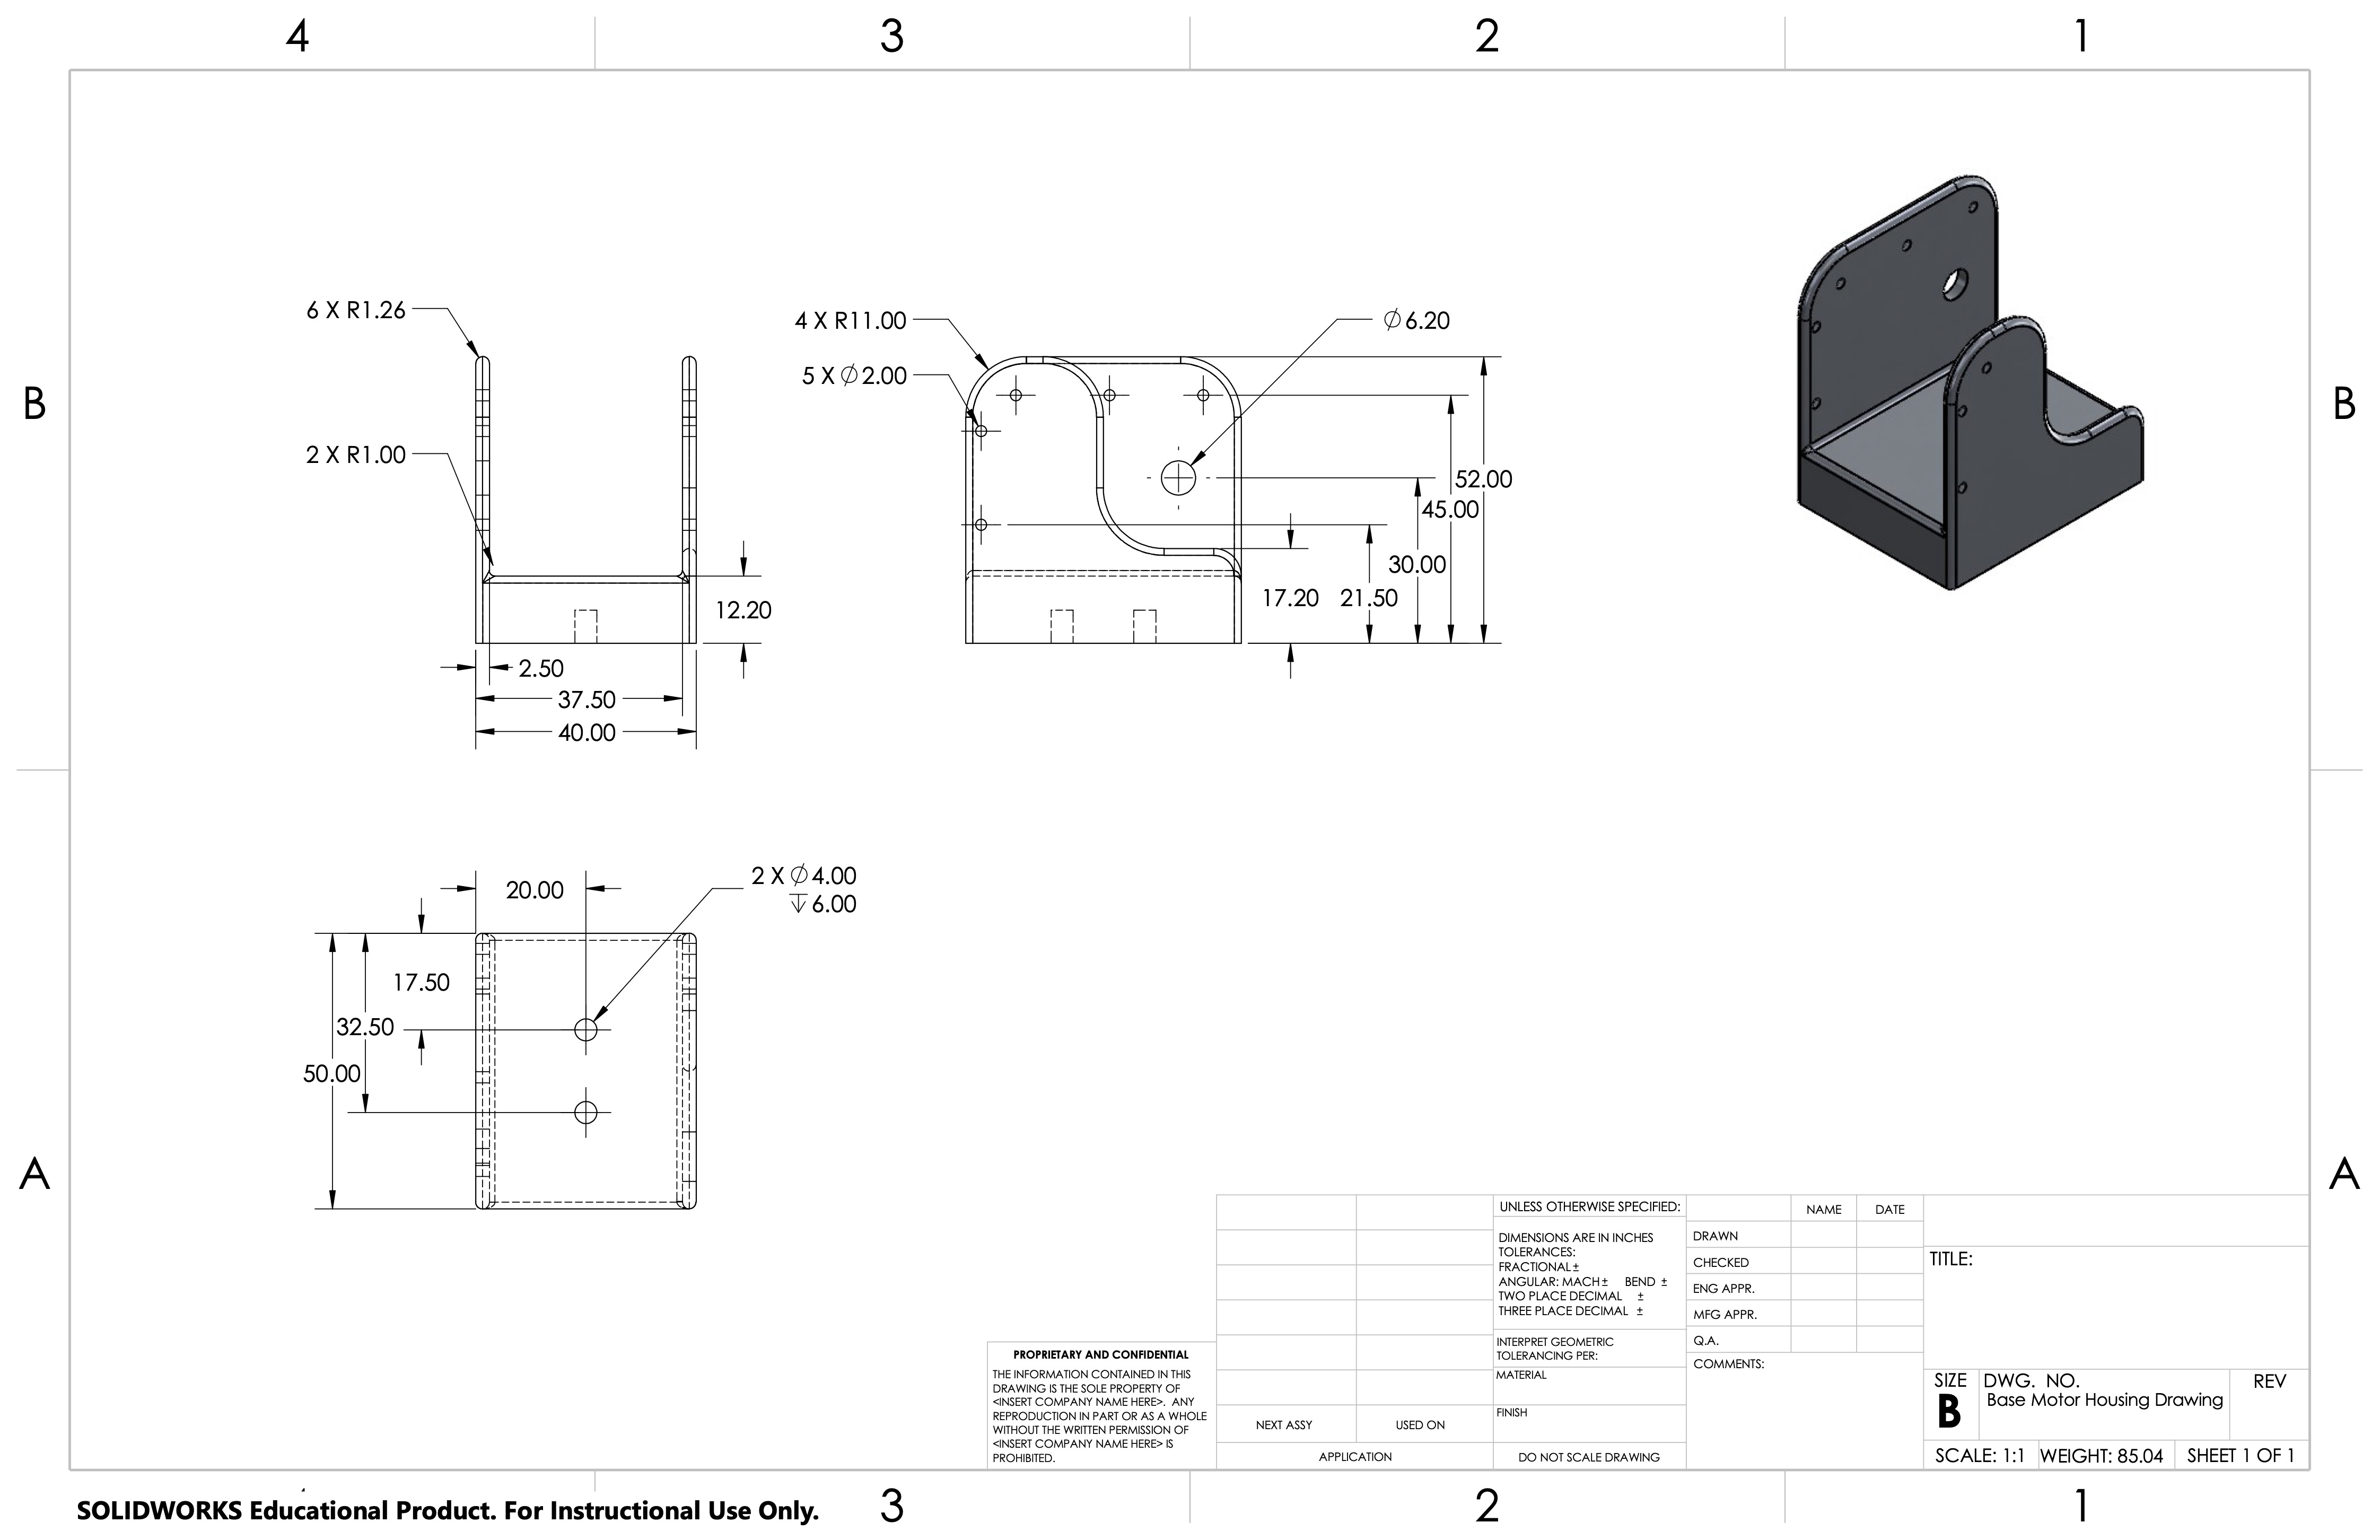 4 3 2 1
B B
A A
6 X R1.26
2 X R1.00
12.20
2.50
37.50
40.00
4 X R11.00
5 X ∅2.00
∅6.20
52.00
45.00
30.00
17.20 21.50
20.00
2 X ∅4.00
↧6.00
17.50
32.50
50.00
UNLESS OTHERWISE SPECIFIED:
DIMENSIONS ARE IN INCHES
TOLERANCES:
FRACTIONAL±
ANGULAR: MACH± BEND ±
TWO PLACE DECIMAL ±
THREE PLACE DECIMAL ±
INTERPRET GEOMETRIC
TOLERANCING PER:
MATERIAL
FINISH
DO NOT SCALE DRAWING
NAME DATE
DRAWN
CHECKED
ENG APPR.
MFG APPR.
Q.A.
COMMENTS:
TITLE:
SIZE DWG. NO. REV
B Base Motor Housing Drawing
SCALE: 1:1 WEIGHT: 85.04 SHEET 1 OF 1
PROPRIETARY AND CONFIDENTIAL
THE INFORMATION CONTAINED IN THIS
DRAWING IS THE SOLE PROPERTY OF
<INSERT COMPANY NAME HERE>. ANY
REPRODUCTION IN PART OR AS A WHOLE
WITHOUT THE WRITTEN PERMISSION OF
<INSERT COMPANY NAME HERE> IS
PROHIBITED.
NEXT ASSY USED ON
APPLICATION
SOLIDWORKS Educational Product. For Instructional Use Only.
3 2 1